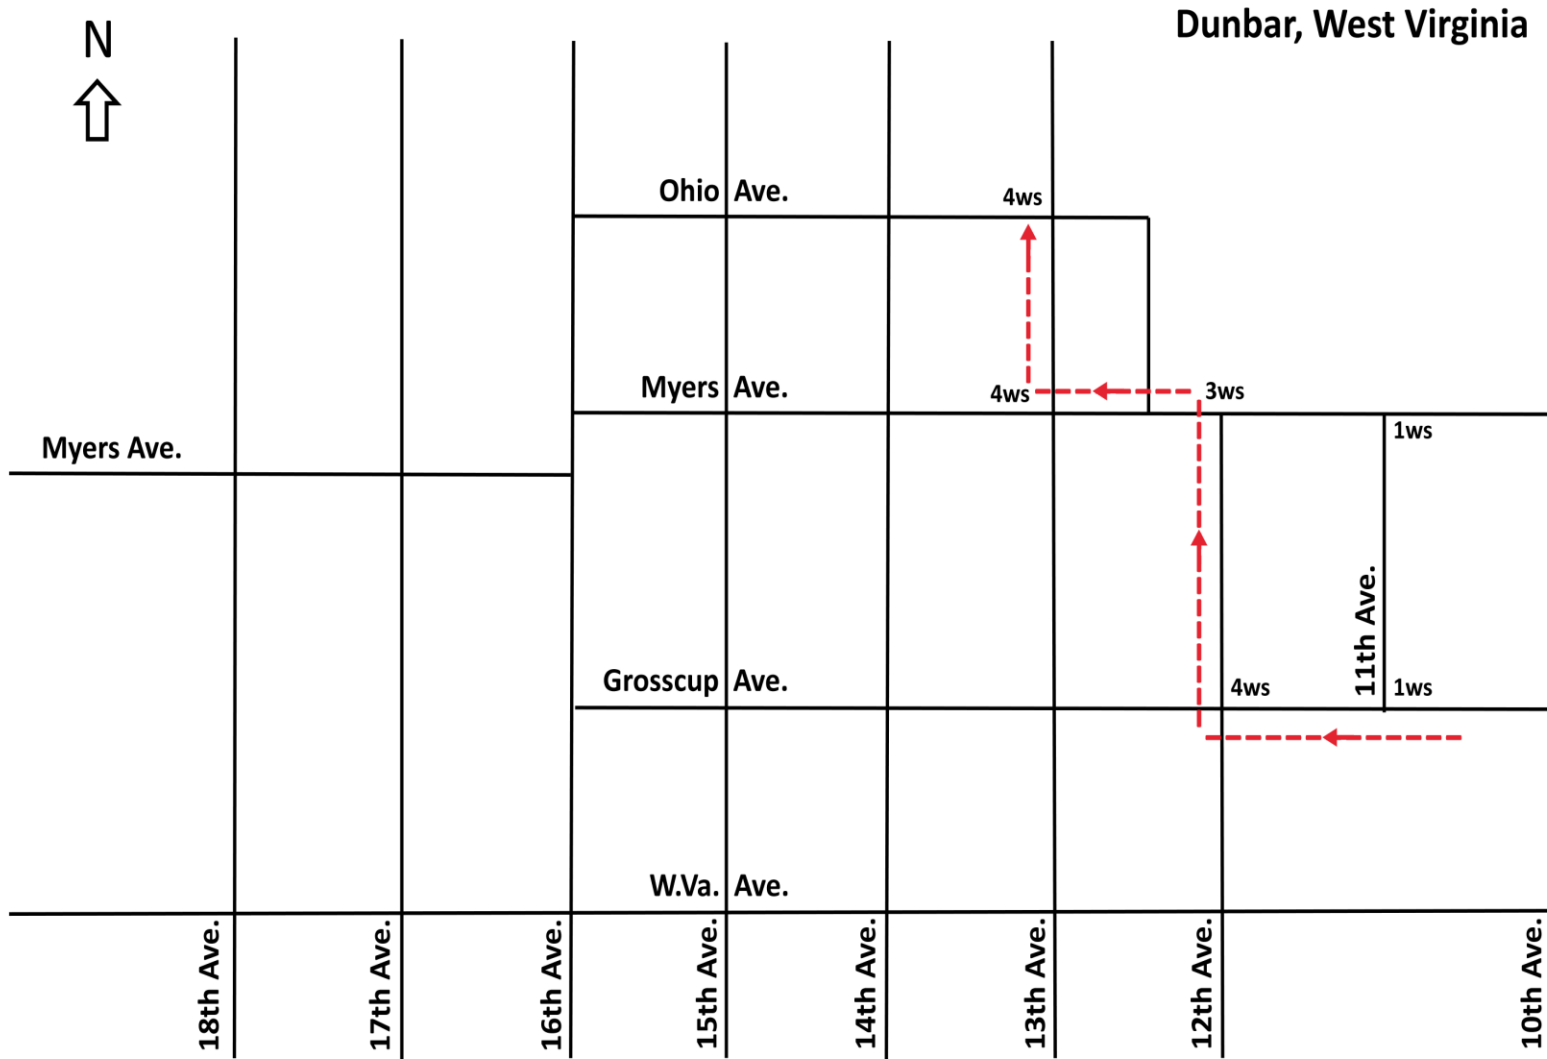 Dunbar, West Virginia
N
Ohio Ave.
4ws
Myers Ave.
4ws
3ws
1ws
Myers Ave.
11th Ave.
Grosscup Ave.
4ws
1ws
W.Va. Ave.
18th Ave.
17th Ave.
16th Ave.
15th Ave.
14th Ave.
13th Ave.
12th Ave.
10th Ave.